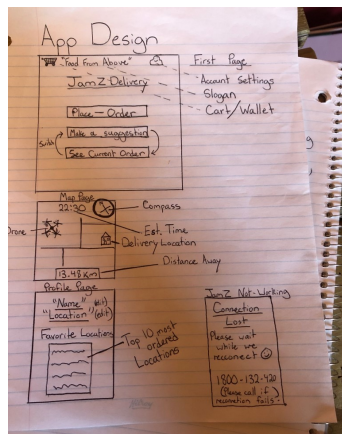 App Design
"Food From Above"
First Page
Account Settings
JamZ Delivery
Slogan
Cart/Wallet
Place - Order
Make a suggestion
See Current Order
Map Page
22:30
Compass
Est. Time
Drone
Delivery Location
Distance Away
13.48 Km
Profile Page
"Name" (edit)
"Location" (edit)
Favorite Locations
Top 10 most
ordered
Locations
JamZ Not-Working
Connection
Lost
Please wait
while we
reconnect
1800-132-420
(Please call if
reconnection fails.